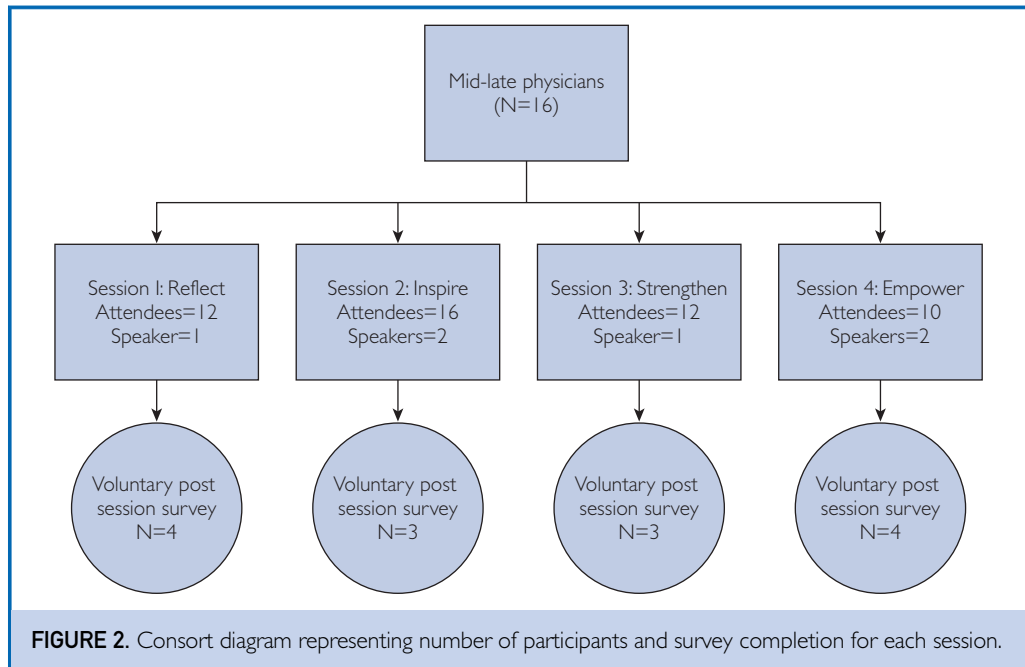 Mid-late physicians
(N=16)
Session 1: Reflect
Attendees=12
Speaker=1
Session 2: Inspire
Attendees=16
Speakers=2
Session 3: Strengthen
Attendees=12
Speaker=1
Session 4: Empower
Attendees=10
Speakers=2
Voluntary post
session survey
N=4
Voluntary post
session survey
N=3
Voluntary post
session survey
N=3
Voluntary post
session survey
N=4
FIGURE 2. Consort diagram representing number of participants and survey completion for each session.